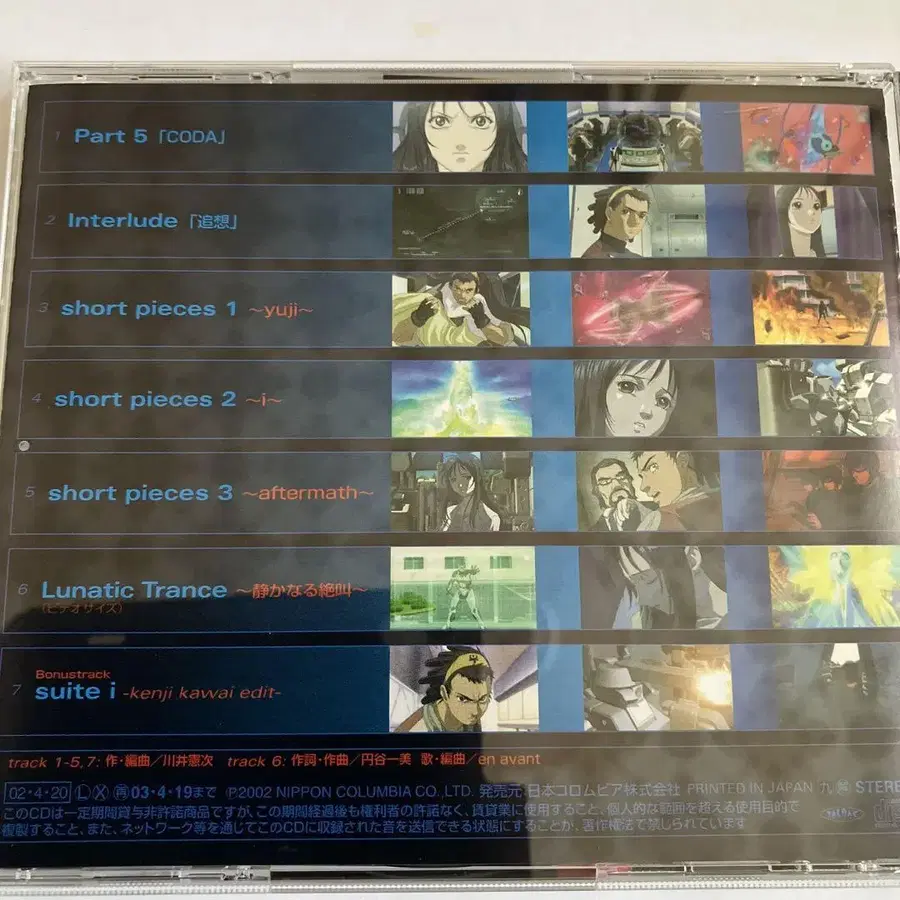 1 Part 5「CODA」
2 Interlude「追想」
3 short pieces 1 ~yuji~
4 short pieces 2 ~i~
5 short pieces 3 ~aftermath~
6 Lunatic Trance ~静かなる絶叫~
(ビデオサイズ)
Bonustrack
7 suite i -kenji kawai edit-
track 1-5, 7: 作・編曲/川井憲次 track 6: 作詞・作曲/円谷一美 歌・編曲/en avant
02・4・20 L X 再 03・4・19まで ℗2002 NIPPON COLUMBIA CO., LTD. 発売元 日本コロムビア株式会社 PRINTED IN JAPAN 九 STEREO
このCDは一定期間貸与非許諾商品ですが、この期間経過後も権利者の許諾なく、賃貸業に使用すること、個人的な範囲を超える使用目的で
複製すること、また、ネットワーク等を通じてこのCDに収録された音を送信できる状態にすることが、著作権法で禁じられています